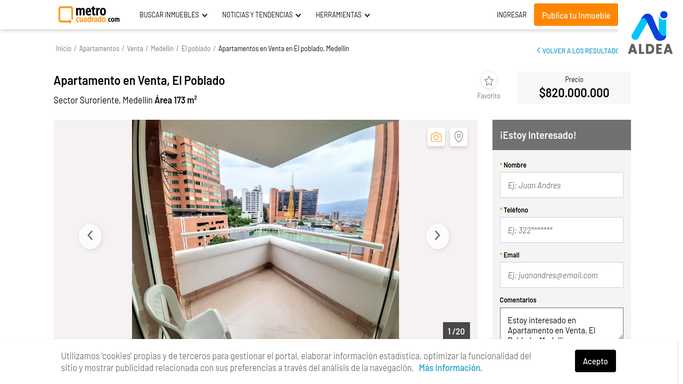 metro
cuadrado.com
BUSCAR INMUEBLES
NOTICIAS Y TENDENCIAS
HERRAMIENTAS
INGRESAR
Publica tu Inmueble
ALDEA
Inicio / Apartamentos / Venta / Medellin / El poblado / Apartamentos en Venta en El poblado, Medellin
VOLVER A LOS RESULTAD
Apartamento en Venta, El Poblado
Sector Suroriente, Medellin Área 173 m²
Favorito
Precio
$820.000.000
¡Estoy Interesado!
* Nombre
Ej: Juan Andres
* Teléfono
Ej: 322*******
* Email
Ej: juanandres@email.com
Comentarios
Estoy interesado en
Apartamento en Venta, El
1 / 20
Utilizamos 'cookies' propias y de terceros para gestionar el portal, elaborar información estadística, optimizar la funcionalidad del
sitio y mostrar publicidad relacionada con sus preferencias a través del análisis de la navegación. Más información.
Acepto